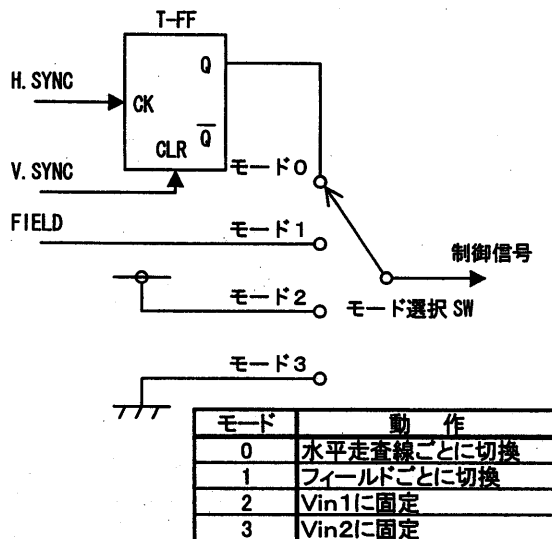 T-FF
Q
H. SYNC
CK
Q
CLR
V. SYNC
モード0
FIELD
モード1
制御信号
モード2
モード選択 SW
モード3
モード 動 作
0 水平走査線ごとに切換
1 フィールドごとに切換
2 Vin1に固定
3 Vin2に固定